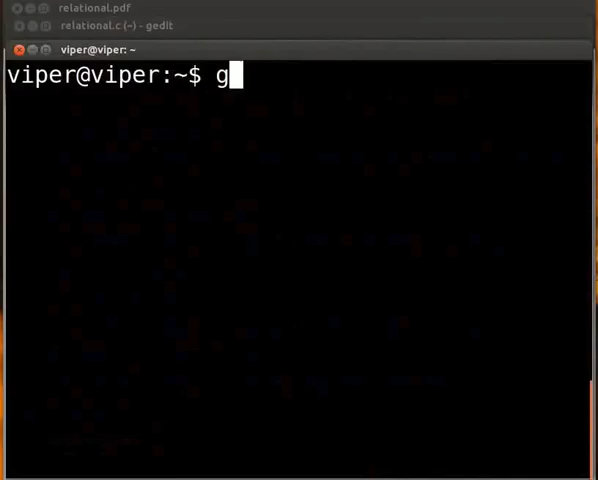 relational.pdf
relational.c (~) - gedit
viper@viper: ~
viper@viper:~$ g